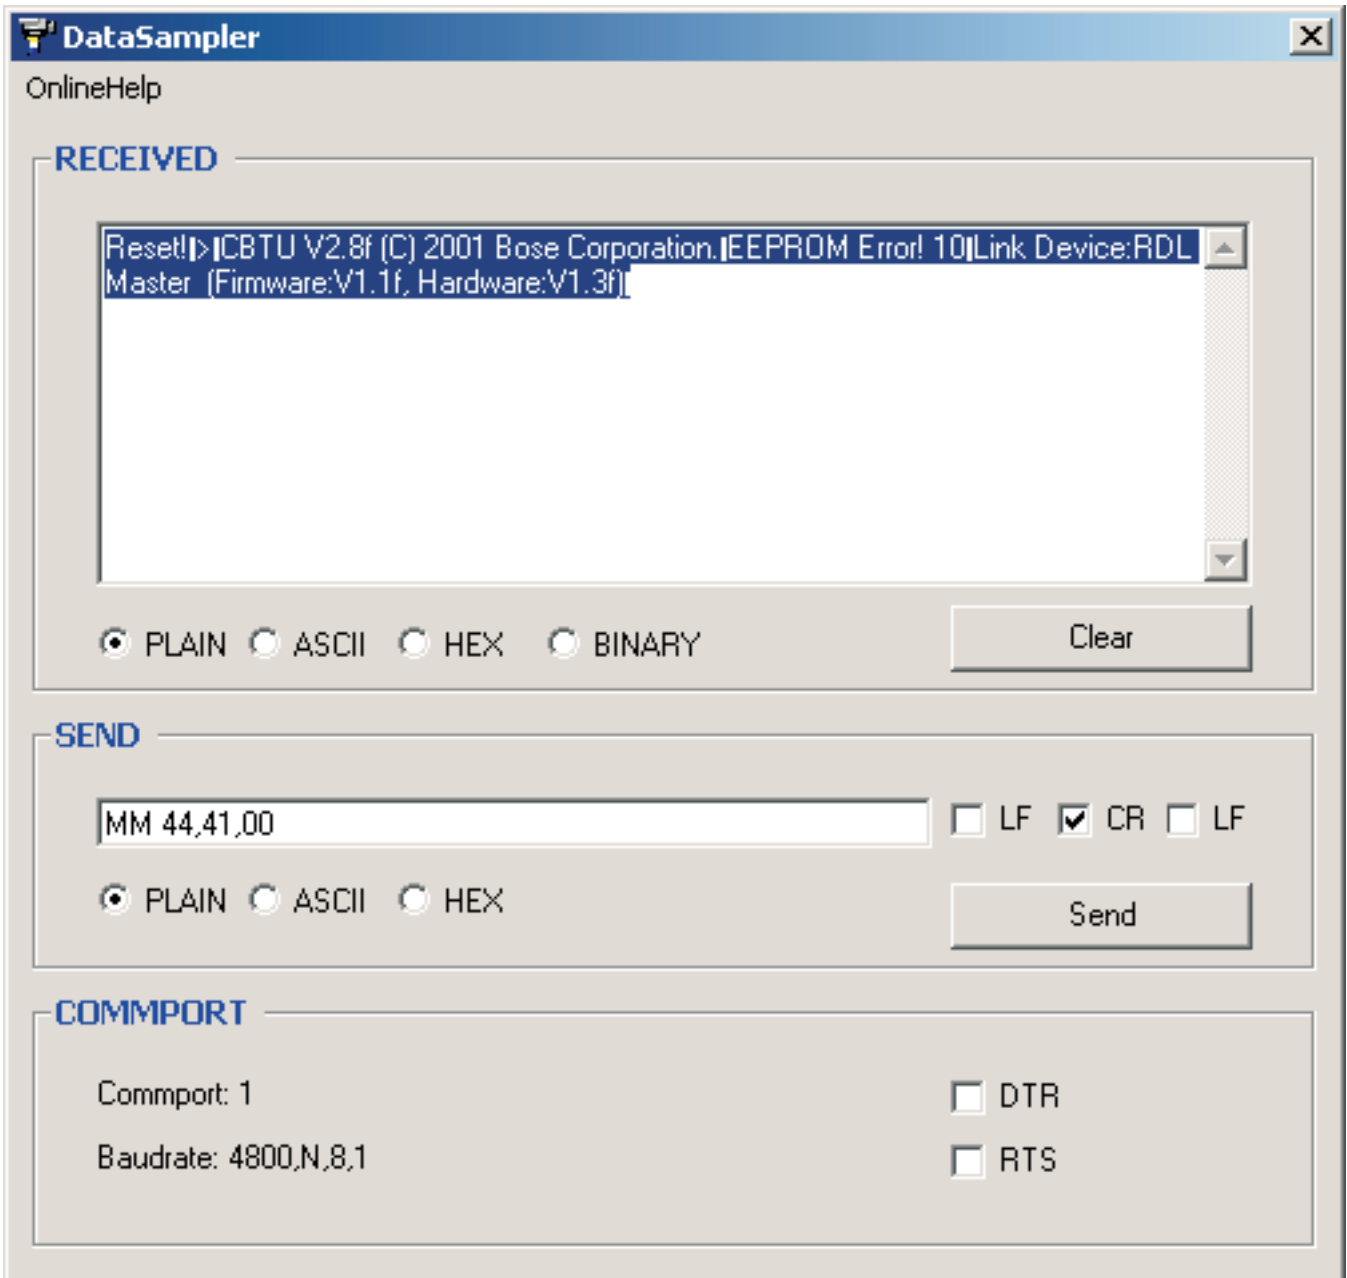 DataSampler
OnlineHelp
RECEIVED
Reset!|>|CBTU V2.8f (C) 2001 Bose Corporation.|EEPROM Error! 10|Link Device:RDL
Master (Firmware:V1.1f, Hardware:V1.3f)|
PLAIN ASCII HEX BINARY Clear
SEND
MM 44,41,00 LF CR LF
PLAIN ASCII HEX Send
COMMPORT
Commport: 1 DTR
Baudrate: 4800,N,8,1 RTS